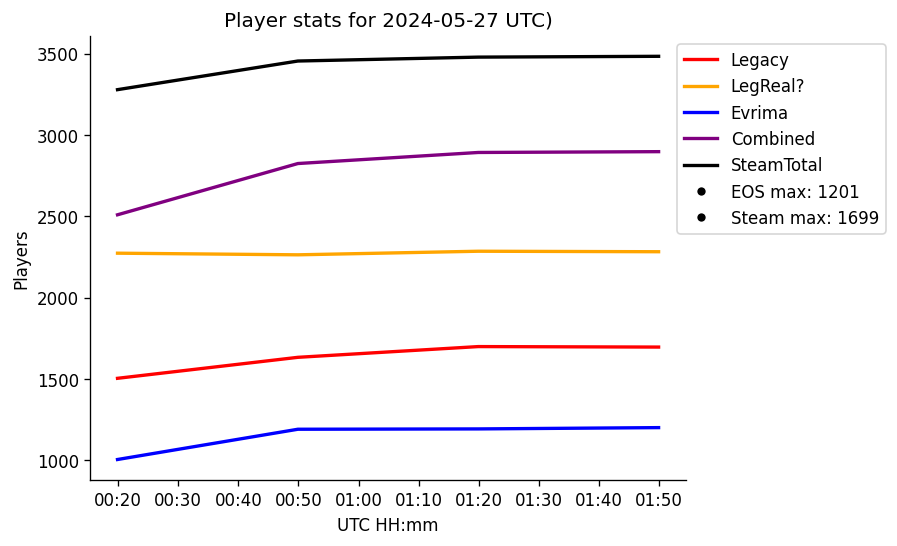 Player stats for 2024-05-27 UTC)
3500
3000
2500
2000
1500
1000
Players
00:20 00:30 00:40 00:50 01:00 01:10 01:20 01:30 01:40 01:50
UTC HH:mm
Legacy
LegReal?
Evrima
Combined
SteamTotal
EOS max: 1201
Steam max: 1699